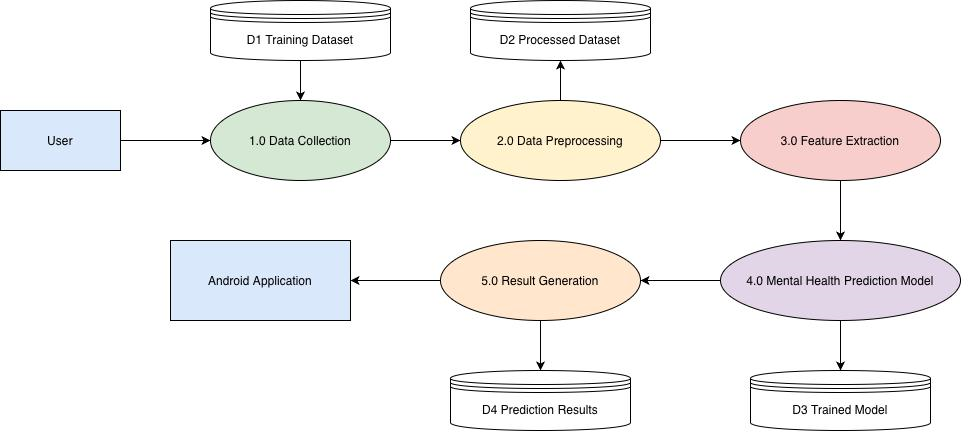 D1 Training Dataset
D2 Processed Dataset
User
1.0 Data Collection
2.0 Data Preprocessing
3.0 Feature Extraction
Android Application
5.0 Result Generation
4.0 Mental Health Prediction Model
D4 Prediction Results
D3 Trained Model